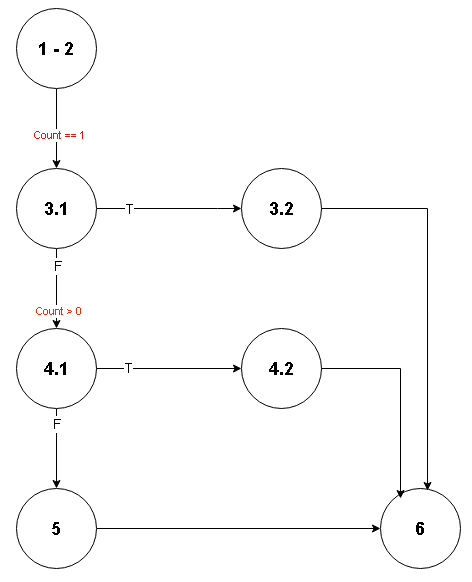 1 - 2
Count == 1
3.1
T
3.2
F
Count > 0
4.1
T
4.2
F
5
6